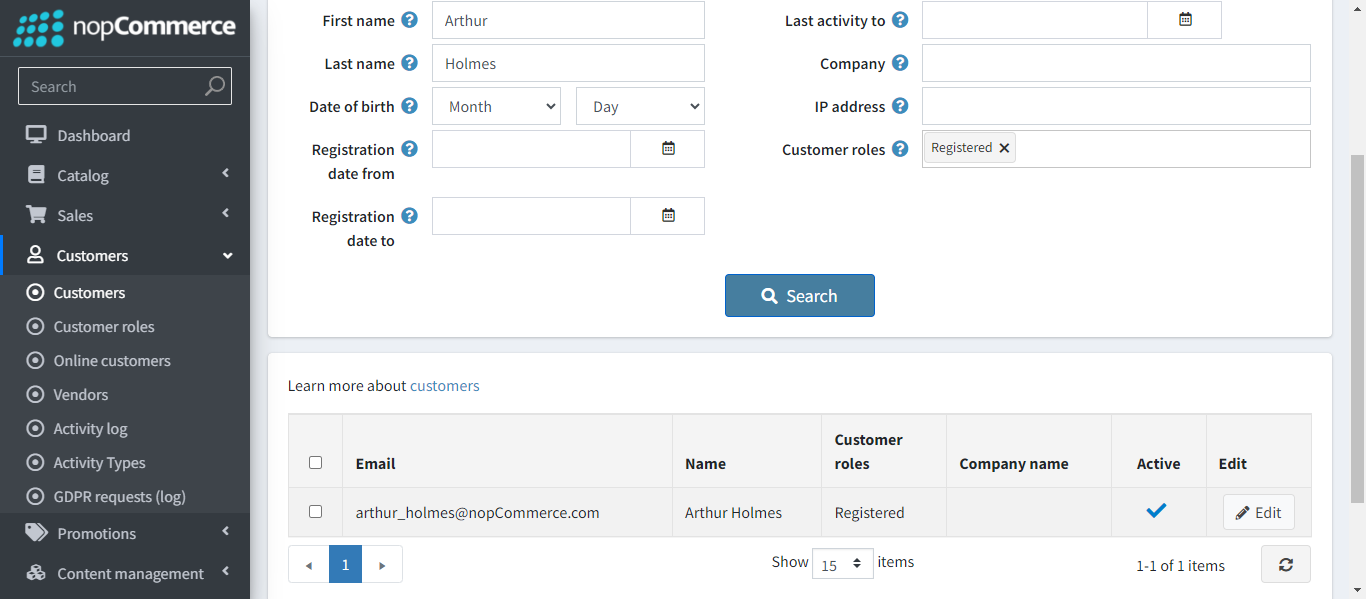 nopCommerce
Search
Dashboard
Catalog
Sales
Customers
Customers
Customer roles
Online customers
Vendors
Activity log
Activity Types
GDPR requests (log)
Promotions
Content management
First name ?
Arthur
Last activity to ?
Last name ?
Holmes
Company ?
Date of birth ?
Month
Day
IP address ?
Registration ?
date from
Customer roles ?
Registered ×
Registration ?
date to
Search
Learn more about customers
Email
Name
Customer
roles
Company name
Active
Edit
arthur_holmes@nopCommerce.com
Arthur Holmes
Registered
Edit
1
Show 15 items
1-1 of 1 items